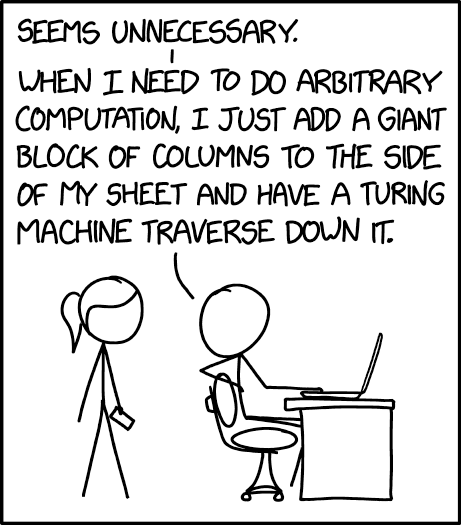 SEEMS UNNECESSARY.
WHEN I NEED TO DO ARBITRARY
COMPUTATION, I JUST ADD A GIANT
BLOCK OF COLUMNS TO THE SIDE
OF MY SHEET AND HAVE A TURING
MACHINE TRAVERSE DOWN IT.